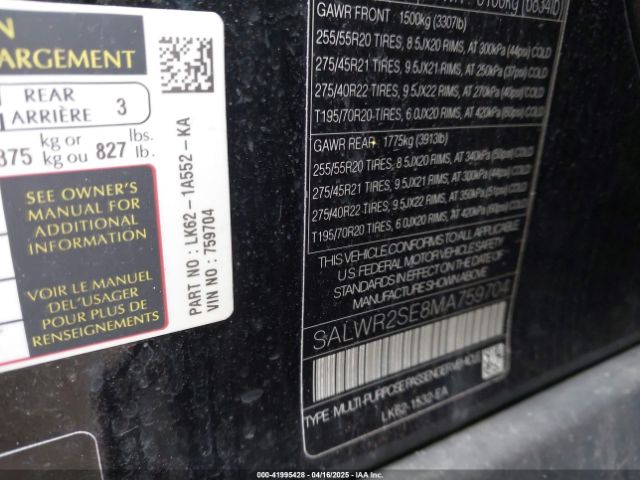 N
CHARGEMENT
REAR
ARRIÈRE 3
375 kg or kg ou 827 lbs. lb.
SEE OWNER'S
MANUAL FOR
ADDITIONAL
INFORMATION
VOIR LE MANUEL
DEL'USAGER
POUR PLUS DE
RENSEIGNEMENTS
PART NO : LK62 - 1A552 - KA
VIN NO : 759704
GAWR FRONT : 1500kg (3307lb)
255/55R20 TIRES, 8.5JX20 RIMS, AT 300kPa (44psi) COLD
275/45R21 TIRES, 9.5JX21 RIMS, AT 250kPa (37psi) COLD
275/40R22 TIRES, 9.5JX22 RIMS, AT 270kPa (40psi) COLD
T195/70R20 TIRES, 6.0JX20 RIMS, AT 420kPa (60psi) COLD
GAWR REAR : 1775kg (3913lb)
255/55R20 TIRES, 8.5JX20 RIMS, AT 340kPa (50psi) COLD
275/45R21 TIRES, 9.5JX21 RIMS, AT 300kPa (44psi) COLD
275/40R22 TIRES, 9.5JX22 RIMS, AT 350kPa (51psi) COLD
T195/70R20 TIRES, 6.0JX20 RIMS, AT 420kPa (60psi) COLD
THIS VEHICLE CONFORMS TO ALL APPLICABLE
U.S. FEDERAL MOTOR VEHICLE SAFETY
STANDARDS IN EFFECT ON THE DATE OF
MANUFACTURE SHOWN ABOVE.
SALWR2SE8MA759704
TYPE : MULTI-PURPOSE PASSENGER VEHICLE
LK62-1532-EA
000-41995428 - 04/16/2025 - IAAI.COM